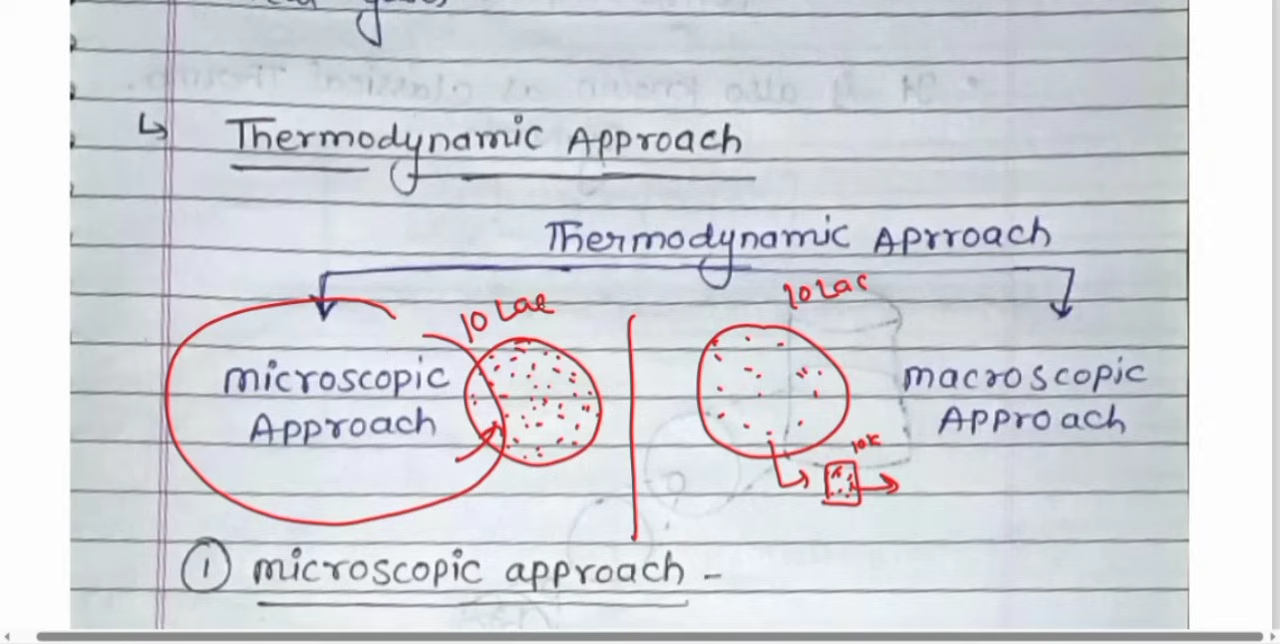 Thermodynamic Approach
Thermodynamic Aprroach
10 Lac
10 Lac
microscopic
Approach
macroscopic
Approach
10K
① microscopic approach -